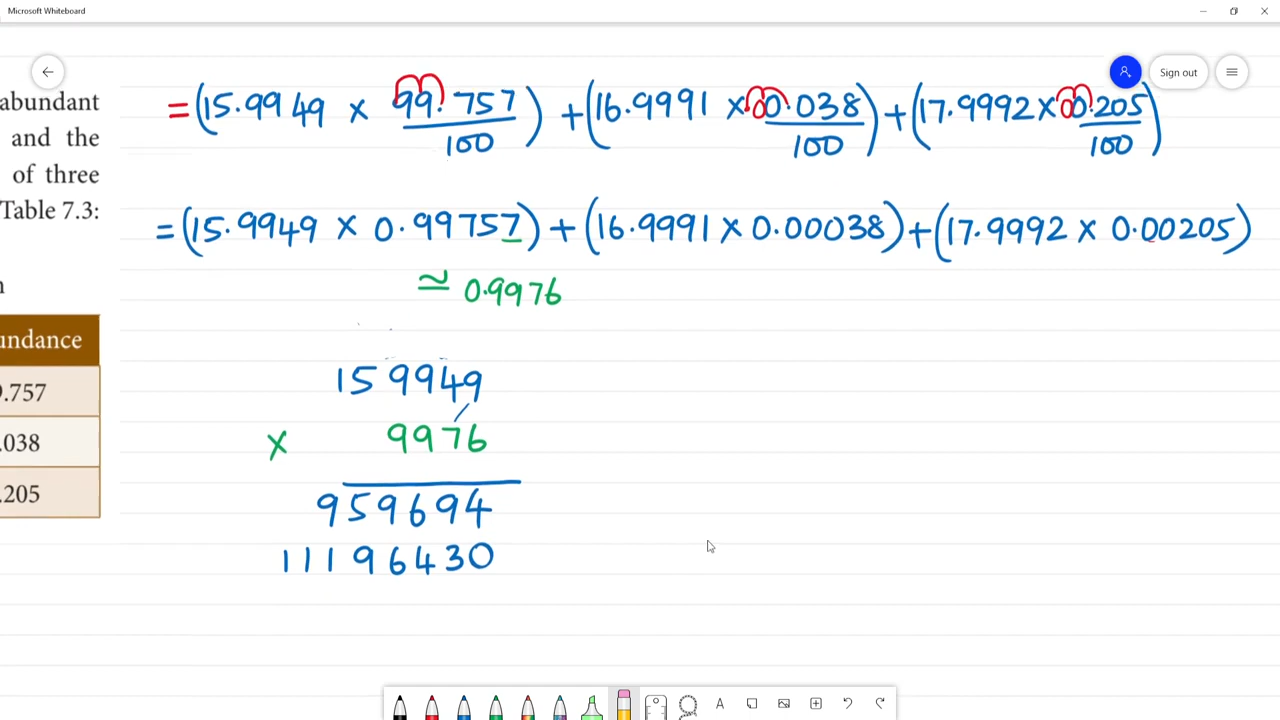 Microsoft Whiteboard
Sign out
abundant
and the
of three
Table 7.3:
n
undance
0.757
.038
.205
= (15.9949 × 99.757/100) + (16.9991 × 00.038/100) + (17.9992 × 00.205/100)
= (15.9949 × 0.99757) + (16.9991 × 0.00038) + (17.9992 × 0.00205)
≃ 0.9976
159949
× 9976
959694
11196430
A